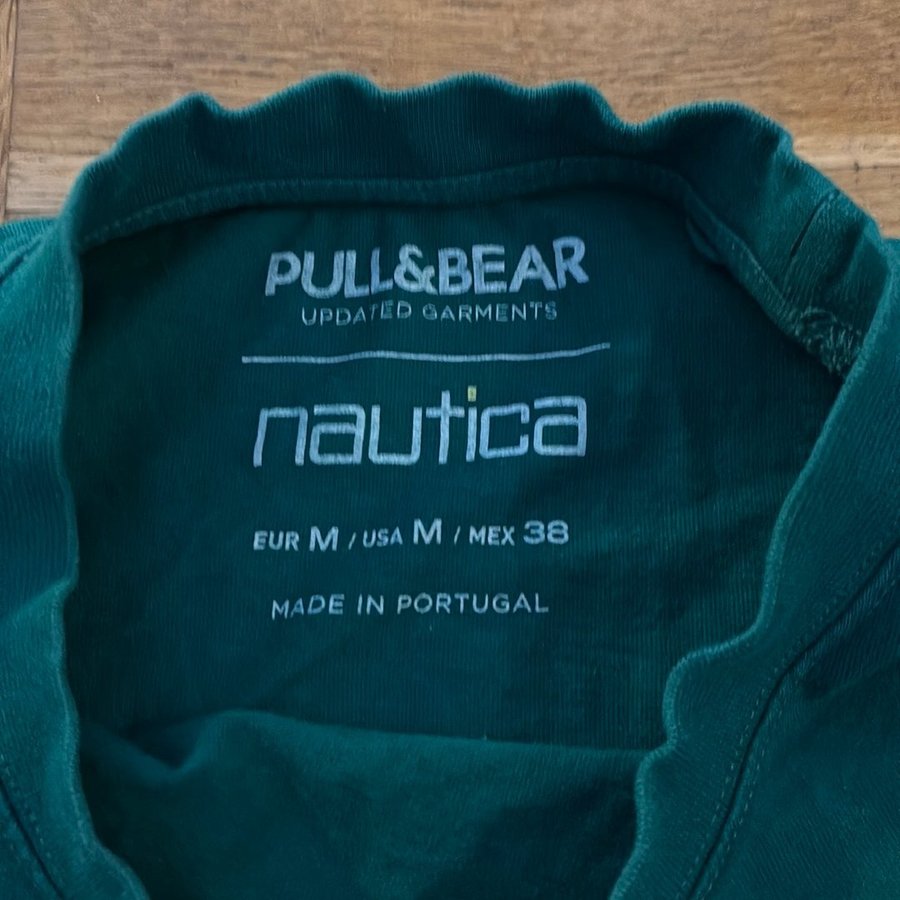 PULL&BEAR
UPDATED GARMENTS
nautica
EUR M / USA M / MEX 38
MADE IN PORTUGAL